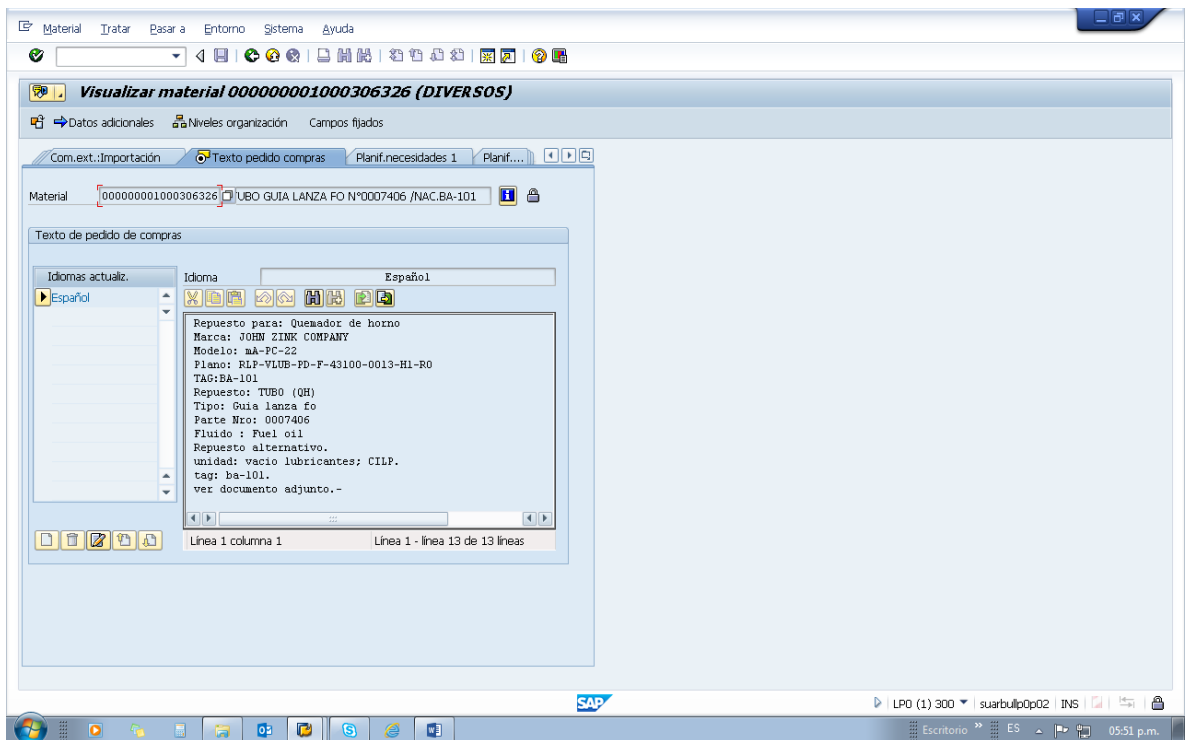 Material Tratar Pasar a Entorno Sistema Ayuda
Visualizar material 000000001000306326 (DIVERSOS)
Datos adicionales Niveles organización Campos fijados
Com.ext.:Importación Texto pedido compras Planif.necesidades 1 Planif....
Material 000000001000306326 UBO GUIA LANZA FO N°0007406 /NAC.BA-101
Texto de pedido de compras
Idiomas actualiz. Idioma Español
Español
Repuesto para: Quemador de horno
Marca: JOHN ZINK COMPANY
Modelo: mA-PC-22
Plano: RLP-VLUB-PD-F-43100-0013-H1-R0
TAG:BA-101
Repuesto: TUBO (QH)
Tipo: Guia lanza fo
Parte Nro: 0007406
Fluido : Fuel oil
Repuesto alternativo.
unidad: vacio lubricantes; CILP.
tag: ba-101.
ver documento adjunto.-
Línea 1 columna 1 Línea 1 - línea 13 de 13 líneas
SAP LP0 (1) 300 suarbullp0p02 INS
Escritorio ES 05:51 p.m.